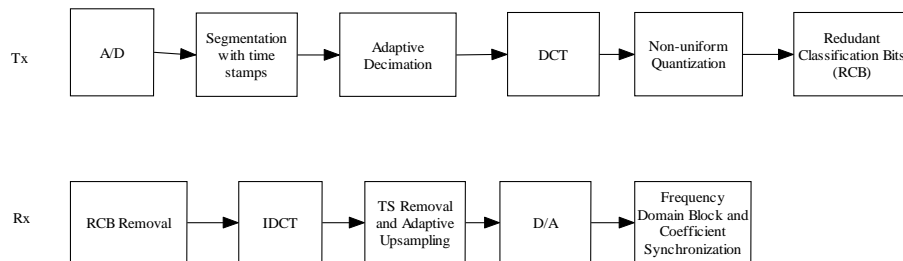 Tx
A/D
Segmentation
with time
stamps
Adaptive
Decimation
DCT
Non-uniform
Quantization
Redudant
Classification Bits
(RCB)
Rx
RCB Removal
IDCT
TS Removal
and Adaptive
Upsampling
D/A
Frequency
Domain Block and
Coefficient
Synchronization